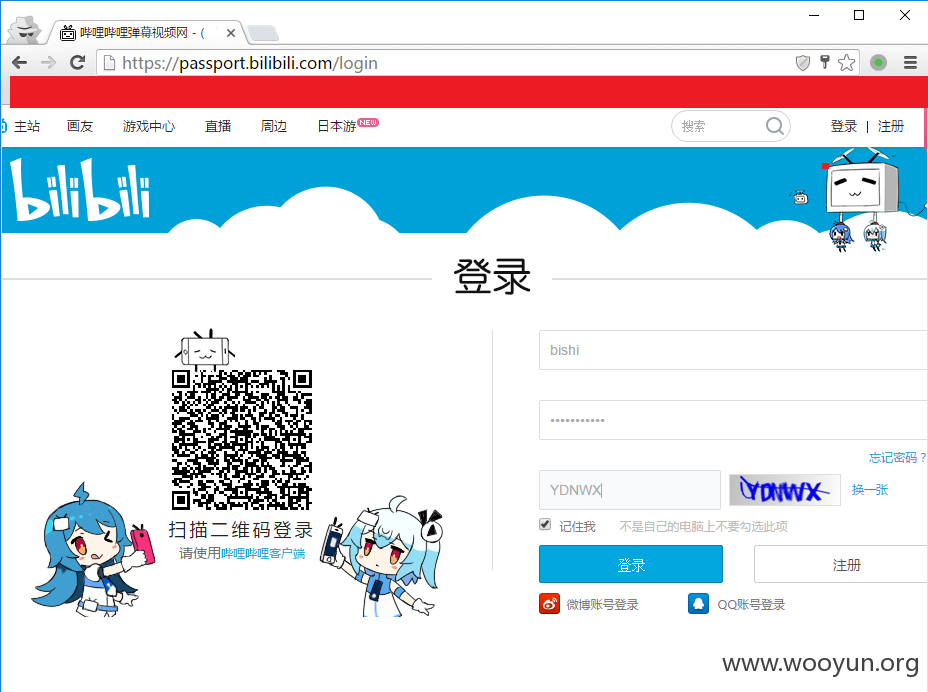 哔哩哔哩弹幕视频网 - (
https://passport.bilibili.com/login
主站 画友 游戏中心 直播 周边 日本游 NEW 搜索 登录 | 注册
bilibili
登录
bishi
•••••••••••
忘记密码？
YDNWX YDNWX 换一张
记住我 不是自己的电脑上不要勾选此项
扫描二维码登录
请使用哔哩哔哩客户端
登录 注册
微博账号登录 QQ账号登录
www.wooyun.org